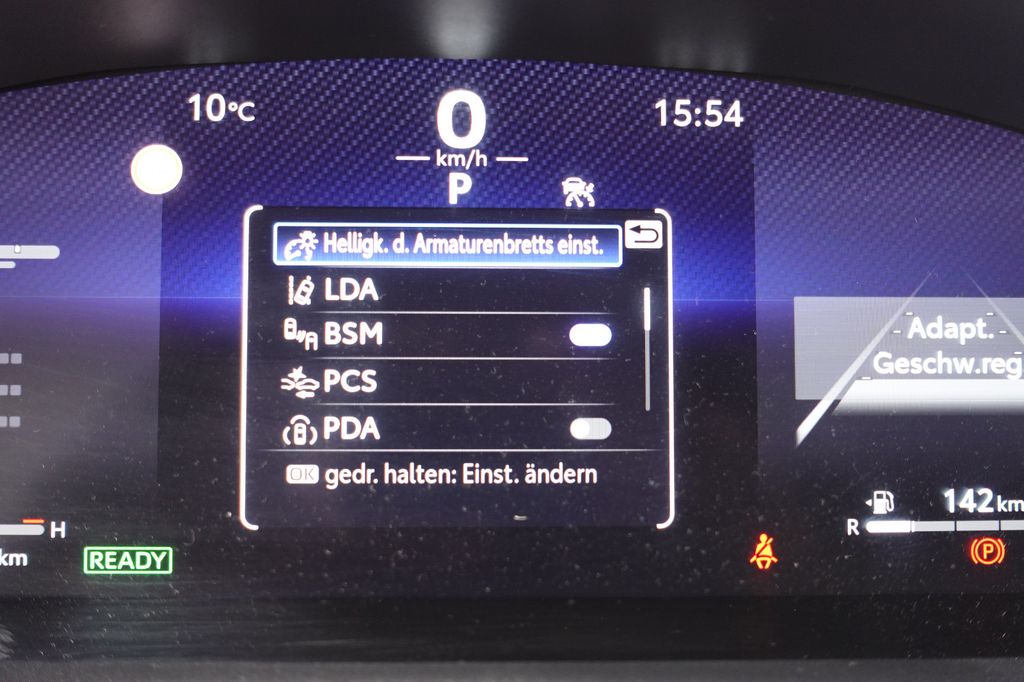 10°C
0
km/h
15:54
P
Helligk. d. Armaturenbretts einst.
LDA
BSM
PCS
PDA
OK gedr. halten: Einst. ändern
Adapt.
Geschw.reg
H
km
READY
142 km
R
P